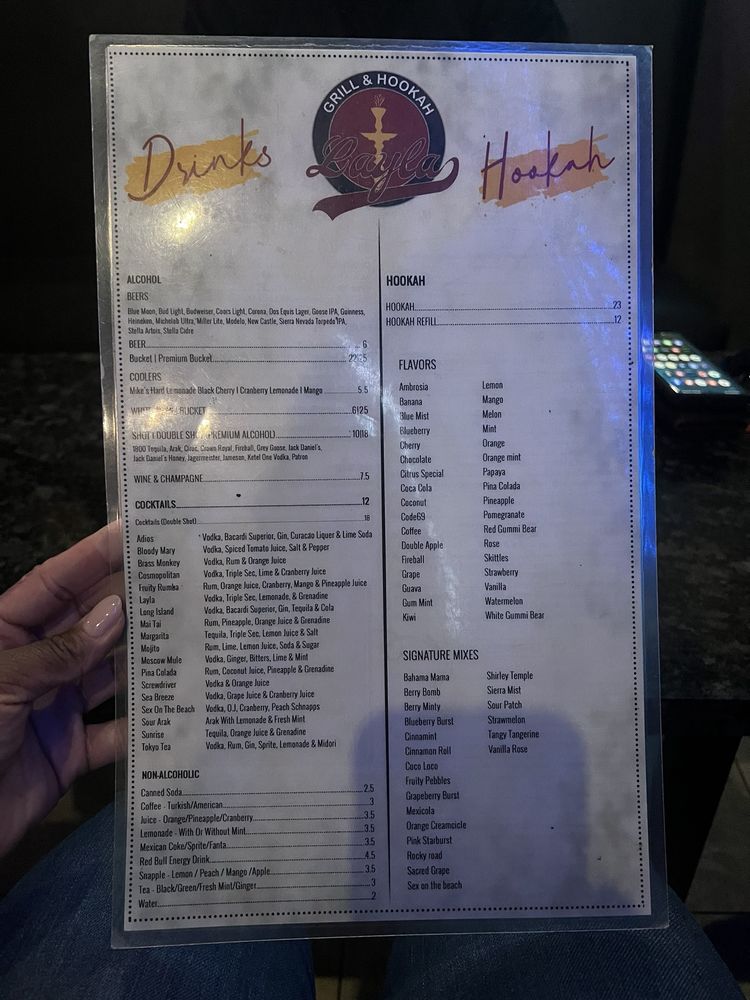 GRILL & HOOKAH
Layla
Drinks
Hookah
ALCOHOL
BEERS
Blue Moon, Bud Light, Budweiser, Coors Light, Corona, Dos Equis Lager, Goose IPA, Guinness,
Heineken, Michelob Ultra, Miller Lite, Modelo, New Castle, Sierra Nevada Torpedo IPA,
Stella Artois, Stella Cidre
BEER 6
Bucket | Premium Bucket
COOLERS
Mike's Hard Lemonade Black Cherry | Cranberry Lemonade | Mango 5.5
BUCKET 6|25
SHOT | DOUBLE SHOT (PREMIUM ALCOHOL) 10|18
1800 Tequila, Arak, Ciroc, Crown Royal, Fireball, Grey Goose, Jack Daniel's,
Jack Daniel's Honey, Jagermeister, Jameson, Ketel One Vodka, Patron
WINE & CHAMPAGNE 7.5
COCKTAILS 12
Cocktails (Double Shot) 18
Adios Vodka, Bacardi Superior, Gin, Curacao Liquer & Lime Soda
Bloody Mary Vodka, Spiced Tomato Juice, Salt & Pepper
Brass Monkey Vodka, Rum & Orange Juice
Cosmopolitan Vodka, Triple Sec, Lime & Cranberry Juice
Fruity Rumka Rum, Orange Juice, Cranberry, Mango & Pineapple Juice
Layla Vodka, Triple Sec, Lemonade, & Grenadine
Long Island Vodka, Bacardi Superior, Gin, Tequila & Cola
Mai Tai Rum, Pineapple, Orange Juice & Grenadine
Margarita Tequila, Triple Sec, Lemon Juice & Salt
Mojito Rum, Lime, Lemon Juice, Soda & Sugar
Moscow Mule Vodka, Ginger, Bitters, Lime & Mint
Pina Colada Rum, Coconut Juice, Pineapple & Grenadine
Screwdriver Vodka & Orange Juice
Sea Breeze Vodka, Grape Juice & Cranberry Juice
Sex On The Beach Vodka, O.J, Cranberry, Peach Schnapps
Sour Arak Arak With Lemonade & Fresh Mint
Sunrise Tequila, Orange Juice & Grenadine
Tokyo Tea Vodka, Rum, Gin, Sprite, Lemonade & Midori
NON-ALCOHOLIC
Canned Soda 2.5
Coffee - Turkish/American 3
Juice - Orange/Pineapple/Cranberry 3.5
Lemonade - With Or Without Mint 3.5
Mexican Coke/Sprite/Fanta 3.5
Red Bull Energy Drink 4.5
Snapple - Lemon / Peach / Mango /Apple 3.5
Tea - Black/Green/Fresh Mint/Ginger 3
Water 2
HOOKAH
HOOKAH 23
HOOKAH REFILL 12
FLAVORS
Ambrosia
Banana
Blue Mist
Blueberry
Cherry
Chocolate
Citrus Special
Coca Cola
Coconut
Code69
Coffee
Double Apple
Fireball
Grape
Guava
Gum Mint
Kiwi
Lemon
Mango
Melon
Mint
Orange
Orange mint
Papaya
Pina Colada
Pineapple
Pomegranate
Red Gummi Bear
Rose
Skittles
Strawberry
Vanilla
Watermelon
White Gummi Bear
SIGNATURE MIXES
Bahama Mama
Berry Bomb
Berry Minty
Blueberry Burst
Cinnamint
Cinnamon Roll
Coco Loco
Fruity Pebbles
Grapeberry Burst
Mexicola
Orange Creamcicle
Pink Starburst
Rocky road
Sacred Grape
Sex on the beach
Shirley Temple
Sierra Mist
Sour Patch
Strawmelon
Tangy Tangerine
Vanilla Rose